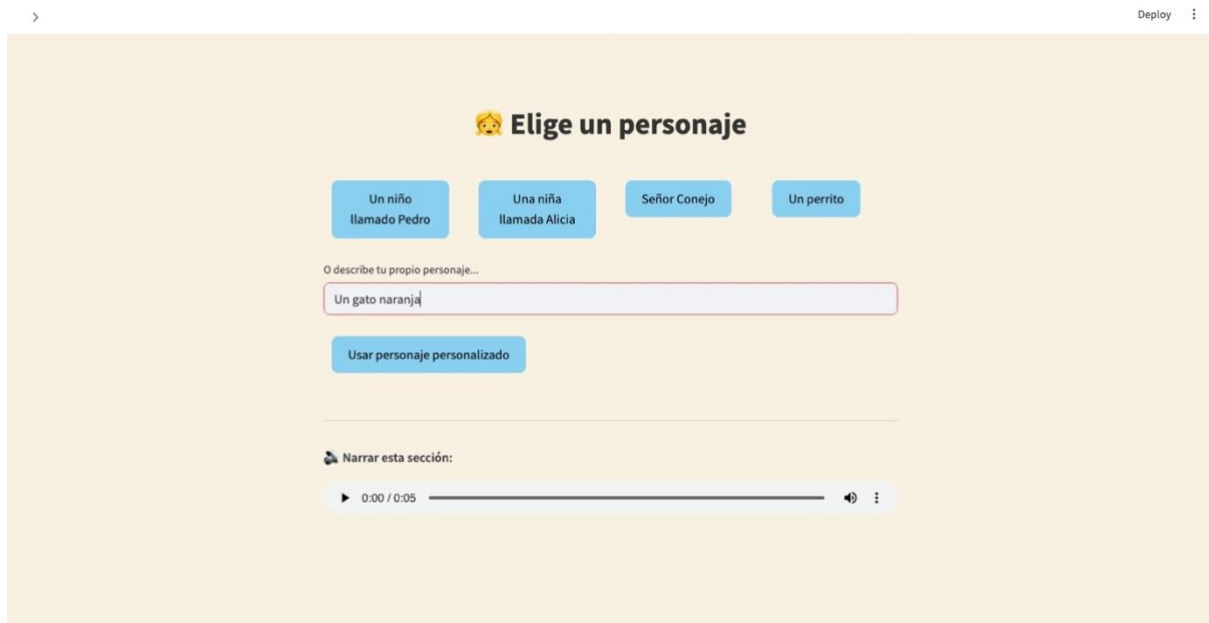 Deploy
Elige un personaje
Un niño
llamado Pedro
Una niña
llamada Alicia
Señor Conejo
Un perrito
O describe tu propio personaje...
Un gato naranja
Usar personaje personalizado
Narrar esta sección:
0:00 / 0:05